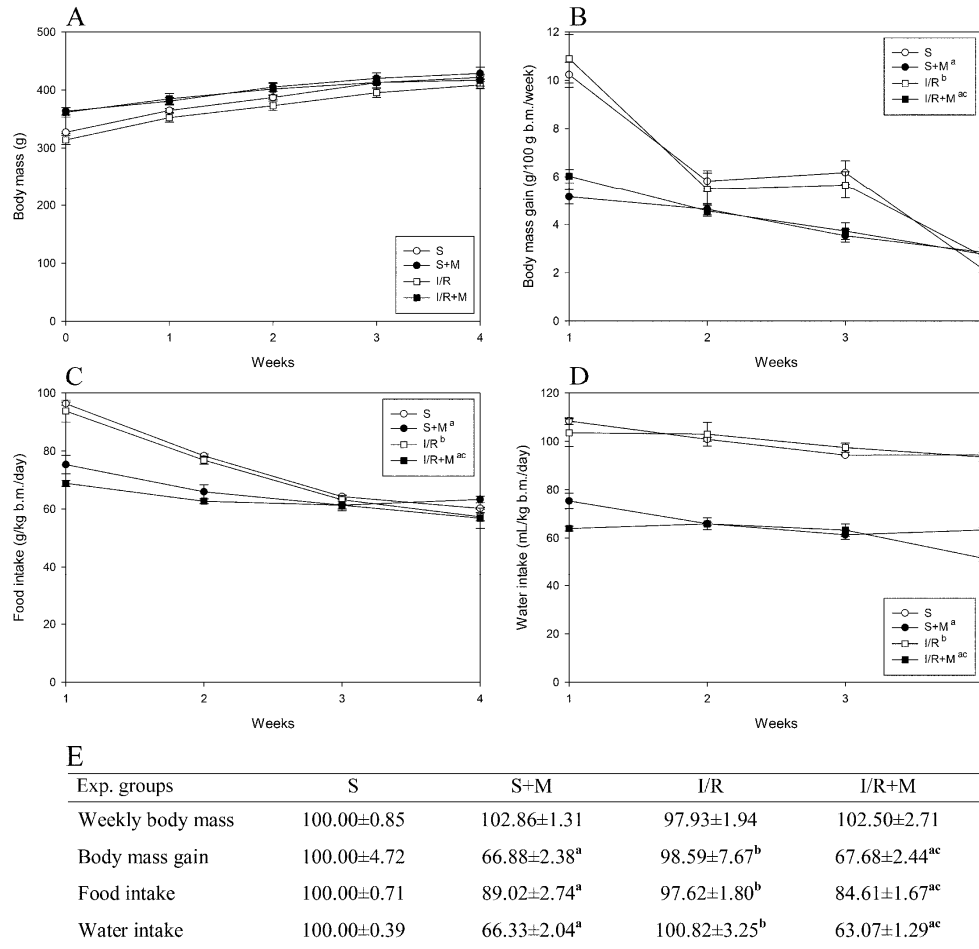 A
500
400
300
200
100
0
Body mass (g)
S
S+M
I/R
I/R+M
0 1 2 3 4
Weeks
B
12
10
8
6
4
2
0
Body mass gain (g/100 g b.m./week)
S
S+M a
I/R b
I/R+M ac
1 2 3
Weeks
C
100
80
60
40
20
0
Food intake (g/kg b.m./day)
S
S+M a
I/R b
I/R+M ac
1 2 3 4
Weeks
D
120
100
80
60
40
20
0
Water intake (mL/kg b.m./day)
S
S+M a
I/R b
I/R+M ac
1 2 3
Weeks
E
Exp. groups S S+M I/R I/R+M
Weekly body mass 100.00±0.85 102.86±1.31 97.93±1.94 102.50±2.71
Body mass gain 100.00±4.72 66.88±2.38a 98.59±7.67b 67.68±2.44ac
Food intake 100.00±0.71 89.02±2.74a 97.62±1.80b 84.61±1.67ac
Water intake 100.00±0.39 66.33±2.04a 100.82±3.25b 63.07±1.29ac